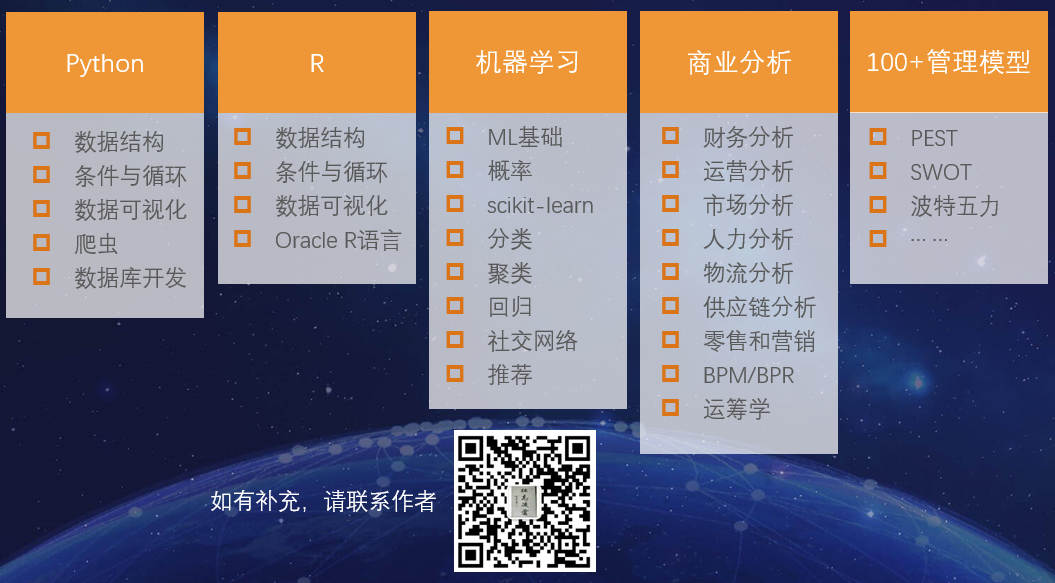 Python
数据结构
条件与循环
数据可视化
爬虫
数据库开发
R
数据结构
条件与循环
数据可视化
Oracle R语言
机器学习
ML基础
概率
scikit-learn
分类
聚类
回归
社交网络
推荐
商业分析
财务分析
运营分析
市场分析
人力分析
物流分析
供应链分析
零售和营销
BPM/BPR
运筹学
100+管理模型
PEST
SWOT
波特五力
... ...
如有补充，请联系作者